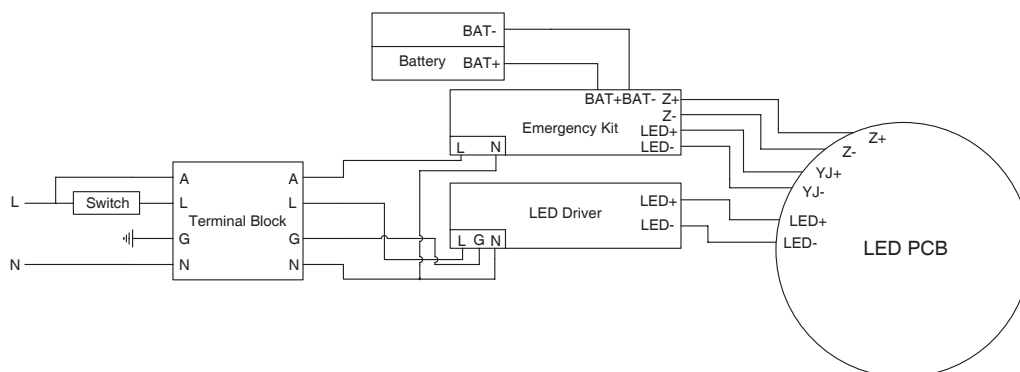 BAT-
Battery BAT+
BAT+BAT- Z+
Z-
Emergency Kit
LED+
LED-
L N
Z+
Z-
YJ+
YJ-
LED+
LED-
LED PCB
LED+
LED Driver
LED-
L G N
A A
L Switch L L
Terminal Block
G G
N N N